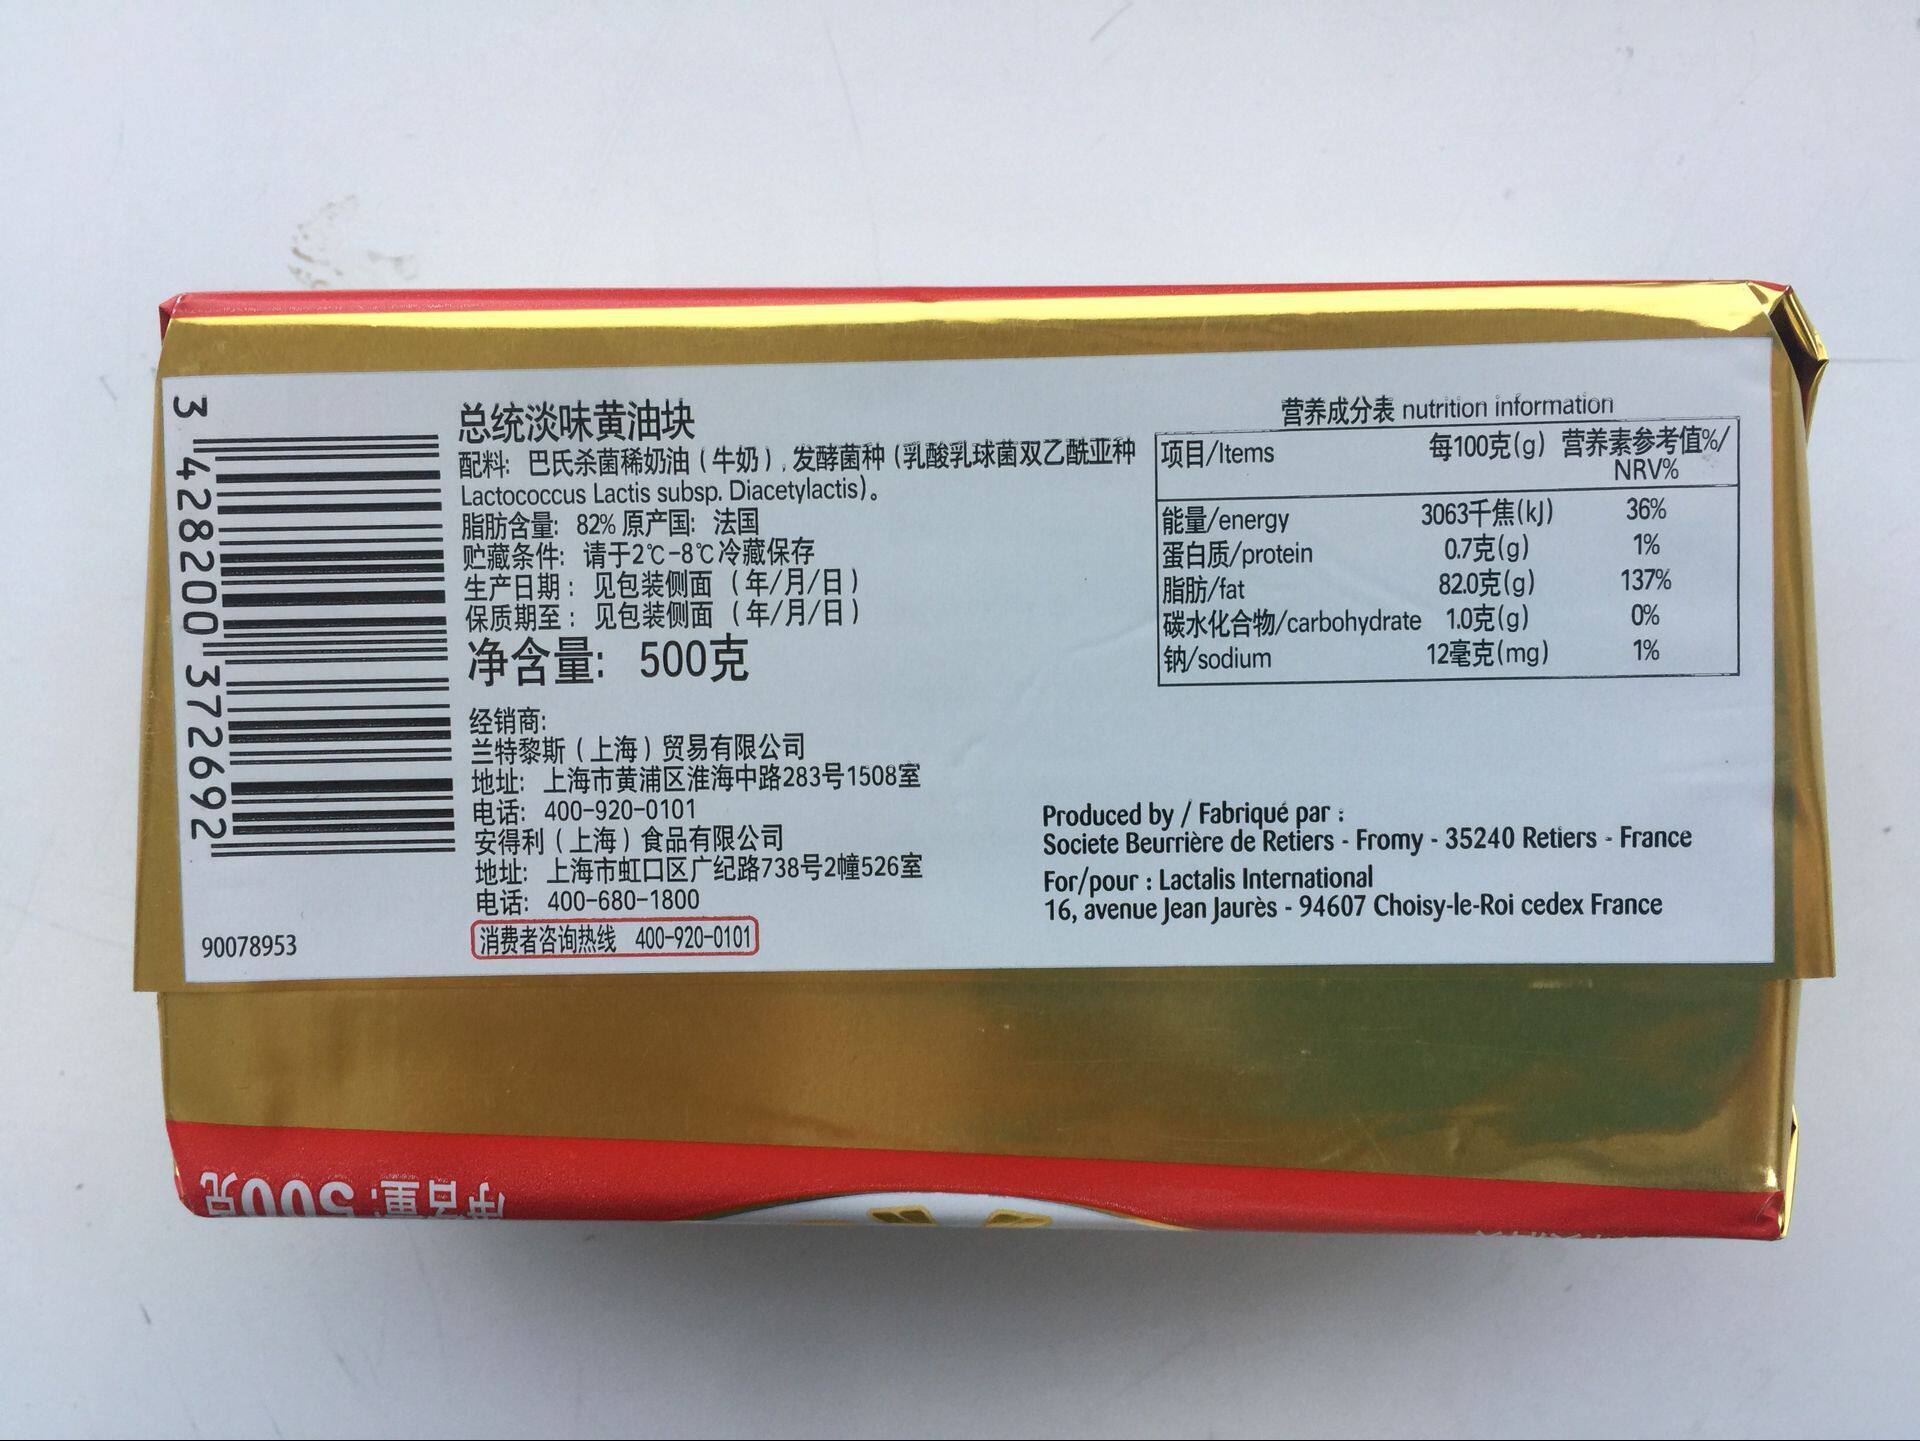 3 428200 372692
总统淡味黄油块
配料: 巴氏杀菌稀奶油（牛奶）, 发酵菌种（乳酸乳球菌双乙酰亚种
Lactococcus Lactis subsp. Diacetylactis)。
脂肪含量: 82% 原产国: 法国
贮藏条件: 请于2℃-8℃冷藏保存
生产日期: 见包装侧面（年/月/日）
保质期至: 见包装侧面（年/月/日）
净含量: 500克
经销商:
兰特黎斯（上海）贸易有限公司
地址: 上海市黄浦区淮海中路283号1508室
电话: 400-920-0101
安得利（上海）食品有限公司
地址: 上海市虹口区广纪路738号2幢526室
电话: 400-680-1800
消费者咨询热线 400-920-0101
90078953
营养成分表 nutrition information
项目/Items 每100克(g) 营养素参考值%/
NRV%
能量/energy 3063千焦(kJ) 36%
蛋白质/protein 0.7克(g) 1%
脂肪/fat 82.0克(g) 137%
碳水化合物/carbohydrate 1.0克(g) 0%
钠/sodium 12毫克(mg) 1%
Produced by / Fabriqué par :
Societe Beurrière de Retiers - Fromy - 35240 Retiers - France
For/pour : Lactalis International
16, avenue Jean Jaurès - 94607 Choisy-le-Roi cedex France
净含量: 500克